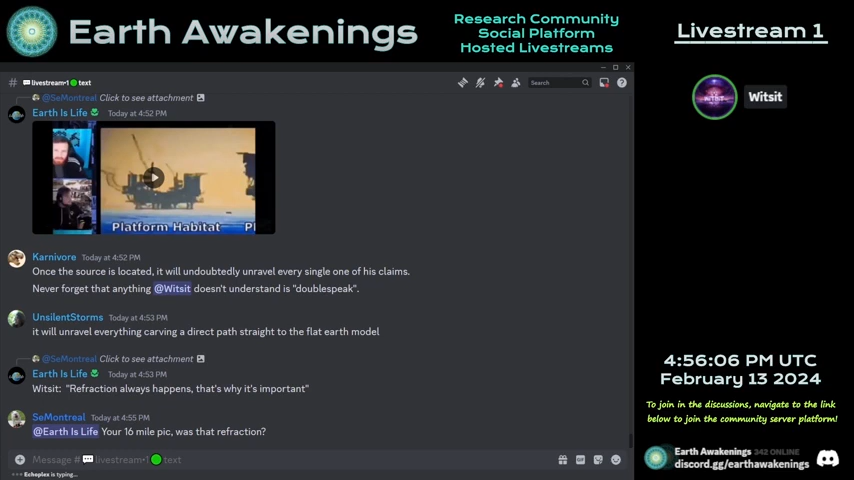 Earth Awakenings
Research Community
Social Platform
Hosted Livestreams
Livestream 1
# livestream•1 text
Search
@SeMontreal Click to see attachment
Earth Is Life Today at 4:52 PM
Platform Habitat
Karnivore Today at 4:52 PM
Once the source is located, it will undoubtedly unravel every single one of his claims.
Never forget that anything @Witsit doesn't understand is "doublespeak".
UnsilentStorms Today at 4:53 PM
it will unravel everything carving a direct path straight to the flat earth model
@SeMontreal Click to see attachment
Earth Is Life Today at 4:53 PM
Witsit: "Refraction always happens, that's why it's important"
SeMontreal Today at 4:55 PM
@Earth Is Life Your 16 mile pic, was that refraction?
Message # livestream•1 text
GIF
Echoplex is typing...
Witsit
4:56:06 PM UTC
February 13 2024
To join in the discussions, navigate to the link
below to join the community server platform!
Earth Awakenings 342 ONLINE
discord.gg/earthawakenings